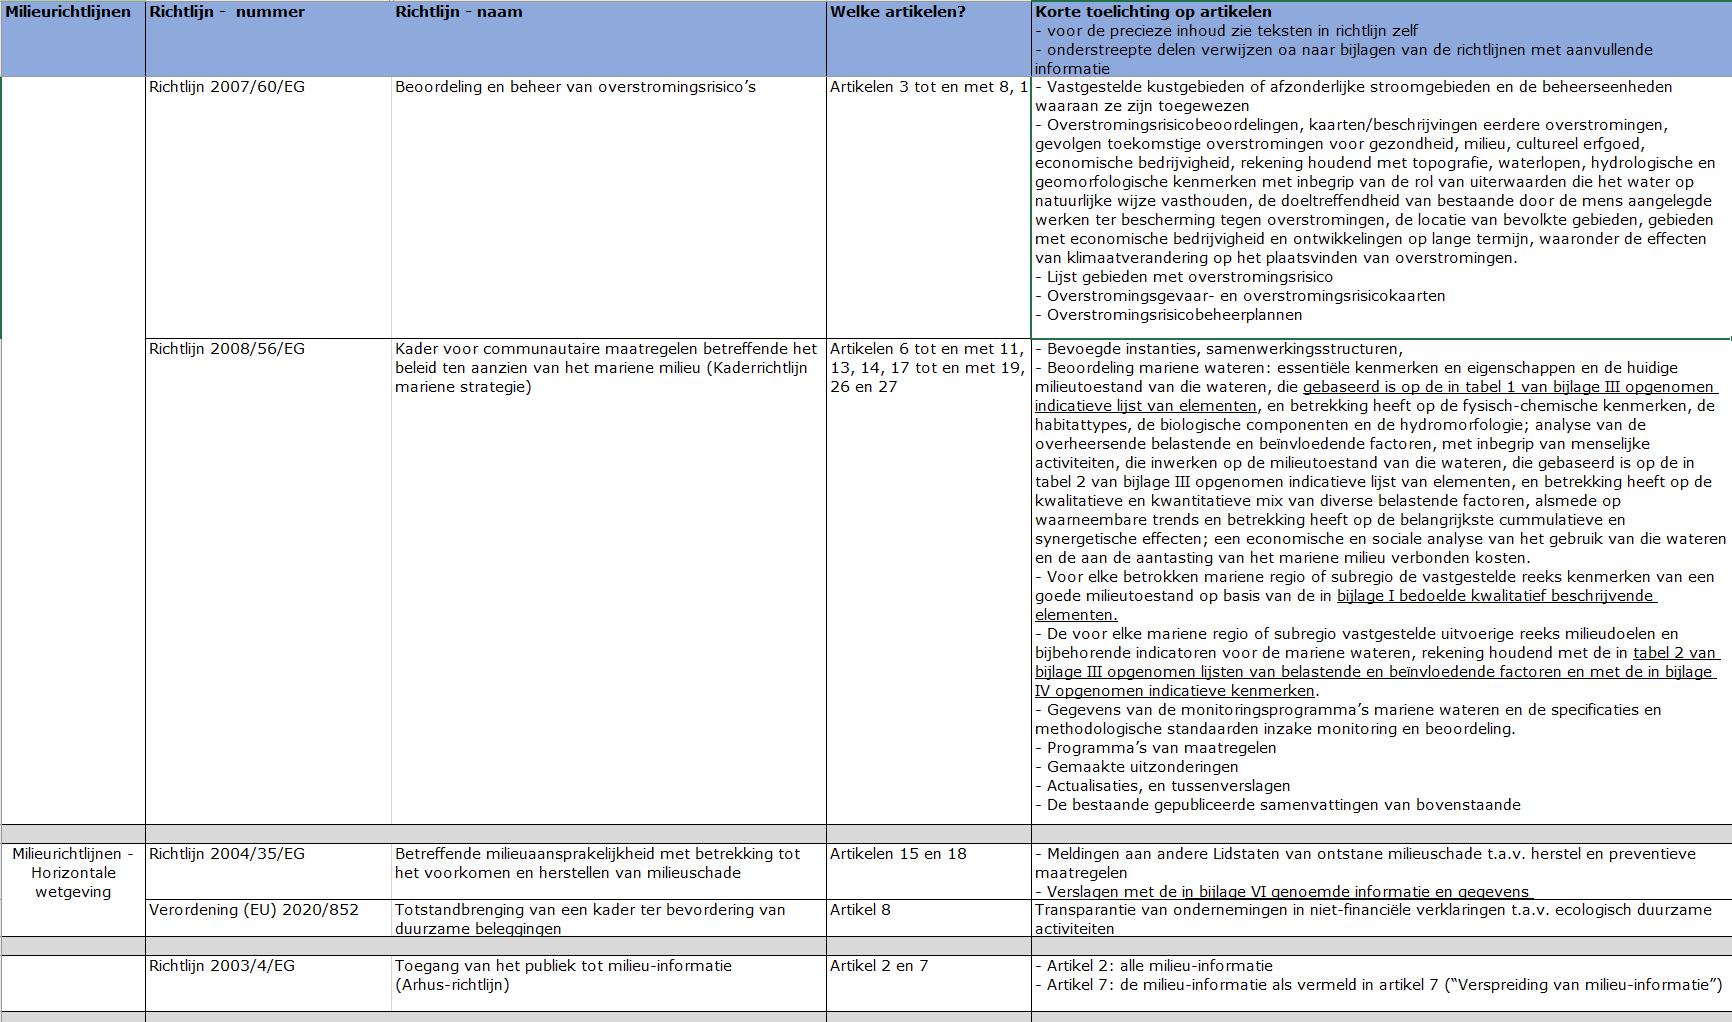 Milieurichtlijnen
Richtlijn - nummer
Richtlijn - naam
Welke artikelen?
Korte toelichting op artikelen
- voor de precieze inhoud zie teksten in richtlijn zelf
- onderstreepte delen verwijzen oa naar bijlagen van de richtlijnen met aanvullende
informatie
Richtlijn 2007/60/EG
Beoordeling en beheer van overstromingsrisico’s
Artikelen 3 tot en met 8, 1
- Vastgestelde kustgebieden of afzonderlijke stroomgebieden en de beheerseenheden
waaraan ze zijn toegewezen
- Overstromingsrisicobeoordelingen, kaarten/beschrijvingen eerdere overstromingen,
gevolgen toekomstige overstromingen voor gezondheid, milieu, cultureel erfgoed,
economische bedrijvigheid, rekening houdend met topografie, waterlopen, hydrologische en
geomorfologische kenmerken met inbegrip van de rol van uiterwaarden die het water op
natuurlijke wijze vasthouden, de doeltreffendheid van bestaande door de mens aangelegde
werken ter bescherming tegen overstromingen, de locatie van bevolkte gebieden, gebieden
met economische bedrijvigheid en ontwikkelingen op lange termijn, waaronder de effecten
van klimaatverandering op het plaatsvinden van overstromingen.
- Lijst gebieden met overstromingsrisico
- Overstromingsgevaar- en overstromingsrisicokaarten
- Overstromingsrisicobeheerplannen
Richtlijn 2008/56/EG
Kader voor communautaire maatregelen betreffende het
beleid ten aanzien van het mariene milieu (Kaderrichtlijn
mariene strategie)
Artikelen 6 tot en met 11,
13, 14, 17 tot en met 19,
26 en 27
- Bevoegde instanties, samenwerkingsstructuren,
- Beoordeling mariene wateren: essentiële kenmerken en eigenschappen en de huidige
milieutoestand van die wateren, die gebaseerd is op de in tabel 1 van bijlage III opgenomen
indicatieve lijst van elementen, en betrekking heeft op de fysisch-chemische kenmerken, de
habitattypes, de biologische componenten en de hydromorfologie; analyse van de
overheersende belastende en beïnvloedende factoren, met inbegrip van menselijke
activiteiten, die inwerken op de milieutoestand van die wateren, die gebaseerd is op de in
tabel 2 van bijlage III opgenomen indicatieve lijst van elementen, en betrekking heeft op de
kwalitatieve en kwantitatieve mix van diverse belastende factoren, alsmede op
waarneembare trends en betrekking heeft op de belangrijkste cummulatieve en
synergetische effecten; een economische en sociale analyse van het gebruik van die wateren
en de aan de aantasting van het mariene milieu verbonden kosten.
- Voor elke betrokken mariene regio of subregio de vastgestelde reeks kenmerken van een
goede milieutoestand op basis van de in bijlage I bedoelde kwalitatief beschrijvende
elementen.
- De voor elke mariene regio of subregio vastgestelde uitvoerige reeks milieudoelen en
bijbehorende indicatoren voor de mariene wateren, rekening houdend met de in tabel 2 van
bijlage III opgenomen lijsten van belastende en beïnvloedende factoren en met de in bijlage
IV opgenomen indicatieve kenmerken.
- Gegevens van de monitoringsprogramma’s mariene wateren en de specificaties en
methodologische standaarden inzake monitoring en beoordeling.
- Programma’s van maatregelen
- Gemaakte uitzonderingen
- Actualisaties, en tussenverslagen
- De bestaande gepubliceerde samenvattingen van bovenstaande
Milieurichtlijnen -
Horizontale
wetgeving
Richtlijn 2004/35/EG
Betreffende milieuaansprakelijkheid met betrekking tot
het voorkomen en herstellen van milieuschade
Artikelen 15 en 18
- Meldingen aan andere Lidstaten van ontstane milieuschade t.a.v. herstel en preventieve
maatregelen
- Verslagen met de in bijlage VI genoemde informatie en gegevens
Verordening (EU) 2020/852
Totstandbrenging van een kader ter bevordering van
duurzame beleggingen
Artikel 8
Transparantie van ondernemingen in niet-financiële verklaringen t.a.v. ecologisch duurzame
activiteiten
Richtlijn 2003/4/EG
Toegang van het publiek tot milieu-informatie
(Arhus-richtlijn)
Artikel 2 en 7
- Artikel 2: alle milieu-informatie
- Artikel 7: de milieu-informatie als vermeld in artikel 7 (“Verspreiding van milieu-informatie”)